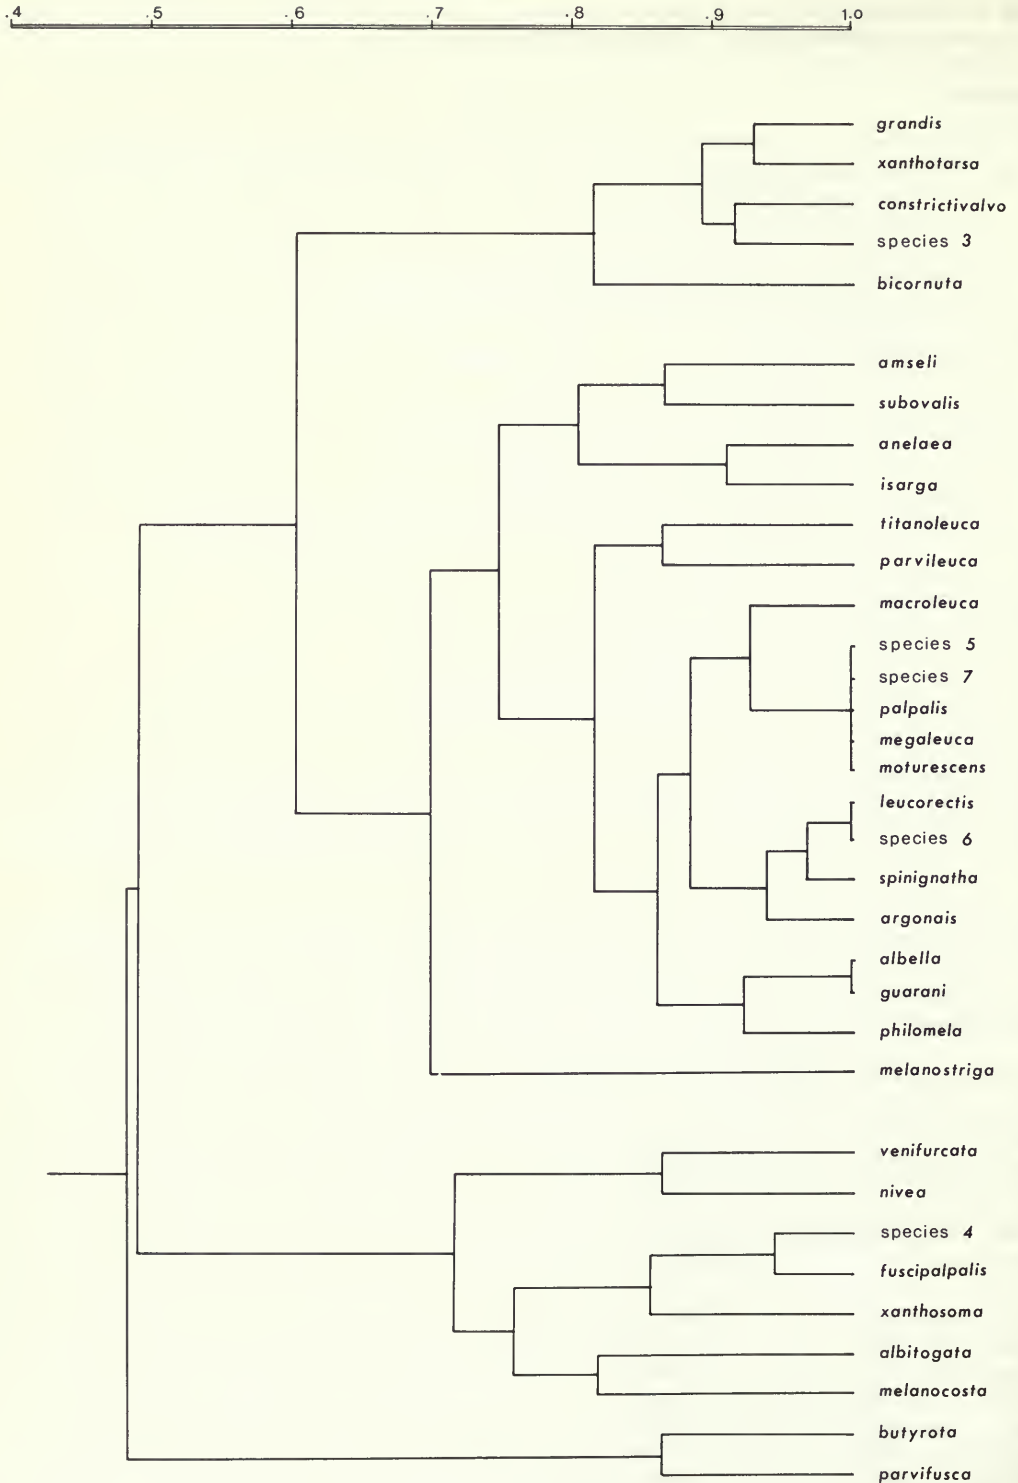 .4 .5 .6 .7 .8 .9 1.0
grandis
xanthotarsa
constrictivalvo
species 3
bicornuta
amseli
subovalis
anelaea
isarga
titanoleuca
parvileuca
macroleuca
species 5
species 7
palpalis
megaleuca
moturescens
leucorectis
species 6
spinignatha
argonais
albella
guarani
philomela
melanostriga
venifurcata
nivea
species 4
fuscipalpalis
xanthosoma
albitogata
melanocosta
butyrota
parvifusca